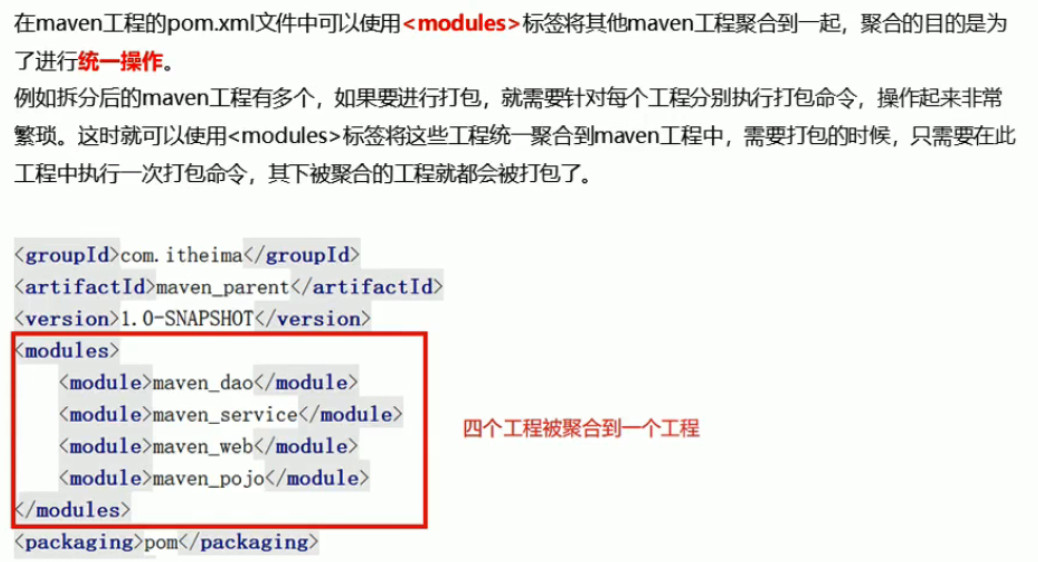 在maven工程的pom.xml文件中可以使用<modules>标签将其他maven工程聚合到一起，聚合的目的是为
了进行统一操作。
例如拆分后的maven工程有多个，如果要进行打包，就需要针对每个工程分别执行打包命令，操作起来非常
繁琐。这时就可以使用<modules>标签将这些工程统一聚合到maven工程中，需要打包的时候，只需要在此
工程中执行一次打包命令，其下被聚合的工程就都会被打包了。
<groupId>com.itheima</groupId>
<artifactId>maven_parent</artifactId>
<version>1.0-SNAPSHOT</version>
<modules>
<module>maven_dao</module>
<module>maven_service</module>
四个工程被聚合到一个工程
<module>maven_web</module>
<module>maven_pojo</module>
</modules>
<packaging>pom</packaging>